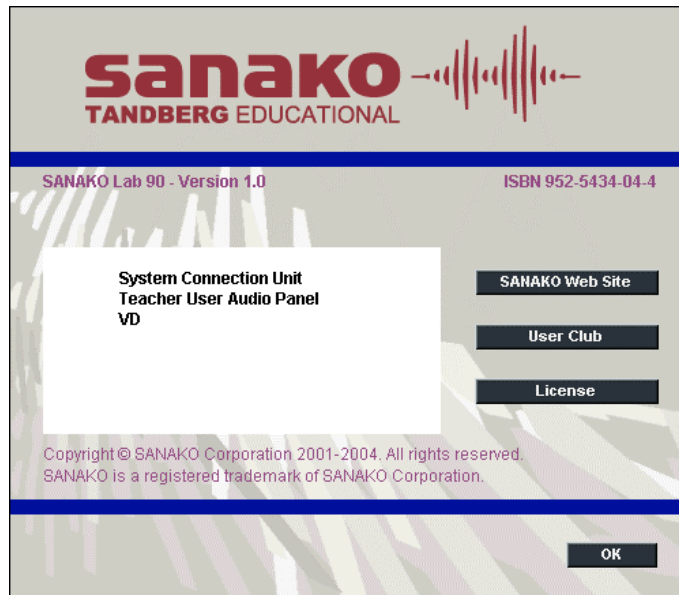 sanako
TANDBERG EDUCATIONAL
SANAKO Lab 90 - Version 1.0
ISBN 952-5434-04-4
System Connection Unit
Teacher User Audio Panel
VD
SANAKO Web Site
User Club
License
Copyright © SANAKO Corporation 2001-2004. All rights reserved.
SANAKO is a registered trademark of SANAKO Corporation.
OK